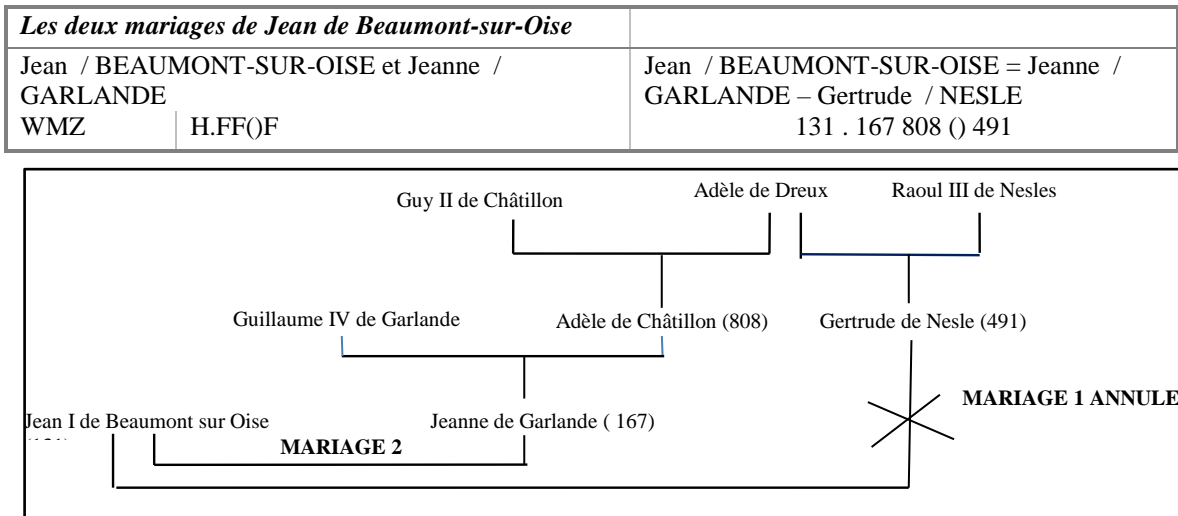 Les deux mariages de Jean de Beaumont-sur-Oise
Jean / BEAUMONT-SUR-OISE et Jeanne /
GARLANDE
WMZ H.FF()F
Jean / BEAUMONT-SUR-OISE = Jeanne /
GARLANDE – Gertrude / NESLE
131 . 167 808 () 491
Guy II de Châtillon
Adèle de Dreux
Raoul III de Nesles
Guillaume IV de Garlande
Adèle de Châtillon (808)
Gertrude de Nesle (491)
MARIAGE 1 ANNULE
Jean I de Beaumont sur Oise
Jeanne de Garlande ( 167)
MARIAGE 2